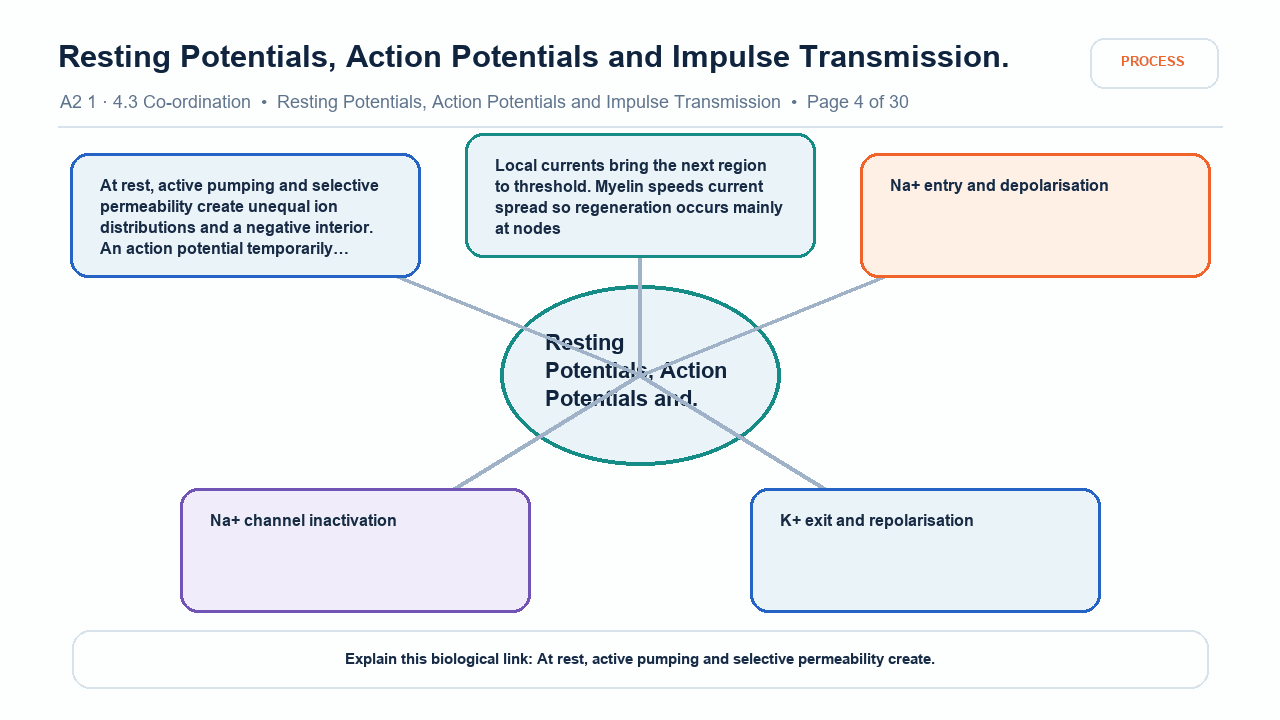 Resting Potentials, Action Potentials and Impulse Transmission.
PROCESS
A2 1 · 4.3 Co-ordination • Resting Potentials, Action Potentials and Impulse Transmission • Page 4 of 30
At rest, active pumping and selective
permeability create unequal ion
distributions and a negative interior.
An action potential temporarily…
Local currents bring the next region
to threshold. Myelin speeds current
spread so regeneration occurs mainly
at nodes
Na+ entry and depolarisation
Resting
Potentials, Action
Potentials and.
Na+ channel inactivation
K+ exit and repolarisation
Explain this biological link: At rest, active pumping and selective permeability create.